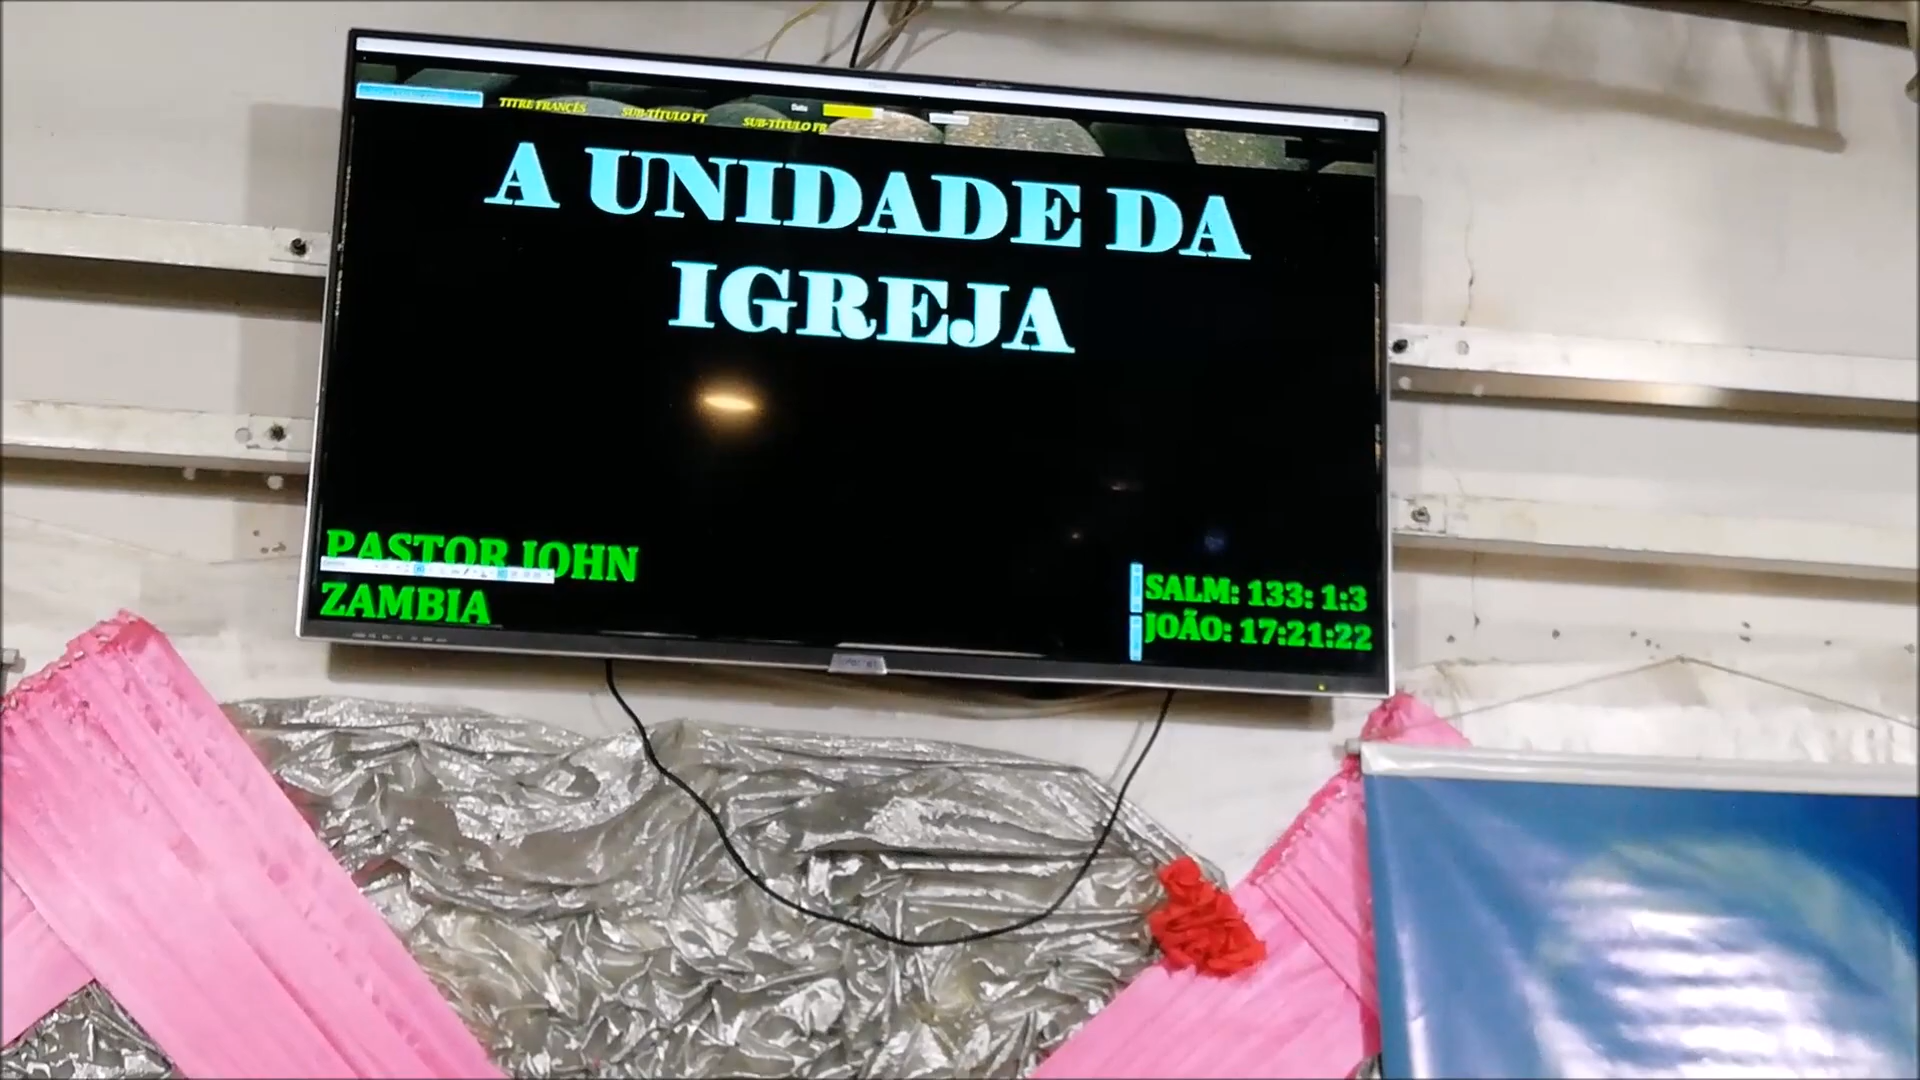 TITRE FRANCÊS
SUB-TÍTULO PT
SUB-TÍTULO FR
Data:
A UNIDADE DA
IGREJA
PASTOR JOHN
ZAMBIA
SALM: 133: 1:3
JOÃO: 17:21:22